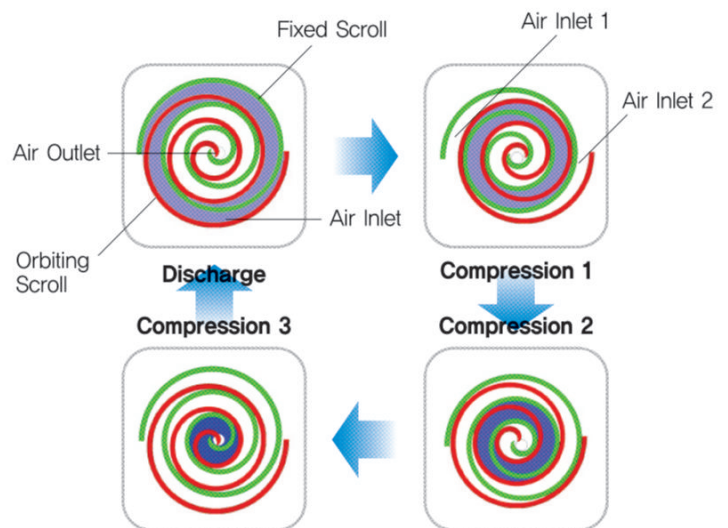 Fixed Scroll
Air Outlet
Air Inlet
Orbiting
Scroll
Discharge
Air Inlet 1
Air Inlet 2
Compression 1
Compression 3
Compression 2